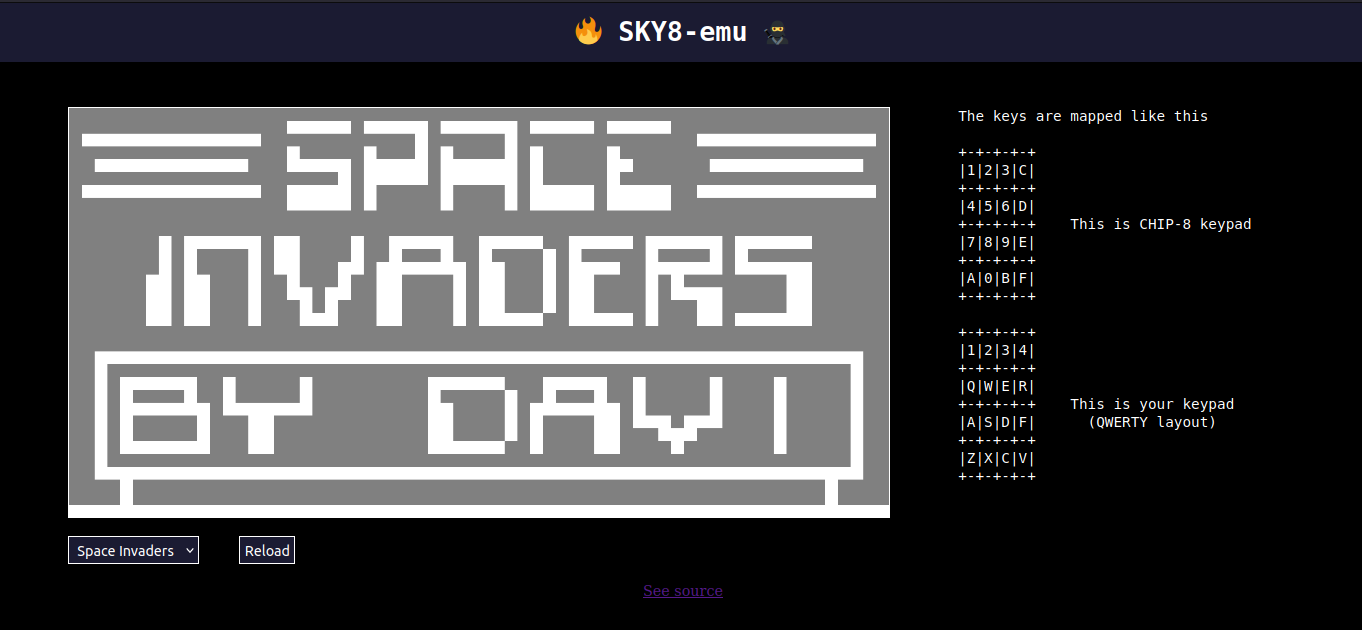 🔥 SKY8-emu 🥷
SPACE
INVADERS
BY DAVI
Space Invaders
Reload
The keys are mapped like this
+-+-+-+-+
|1|2|3|C|
+-+-+-+-+
|4|5|6|D|
+-+-+-+-+ This is CHIP-8 keypad
|7|8|9|E|
+-+-+-+-+
|A|0|B|F|
+-+-+-+-+
+-+-+-+-+
|1|2|3|4|
+-+-+-+-+
|Q|W|E|R|
+-+-+-+-+ This is your keypad
|A|S|D|F| (QWERTY layout)
+-+-+-+-+
|Z|X|C|V|
+-+-+-+-+
See source